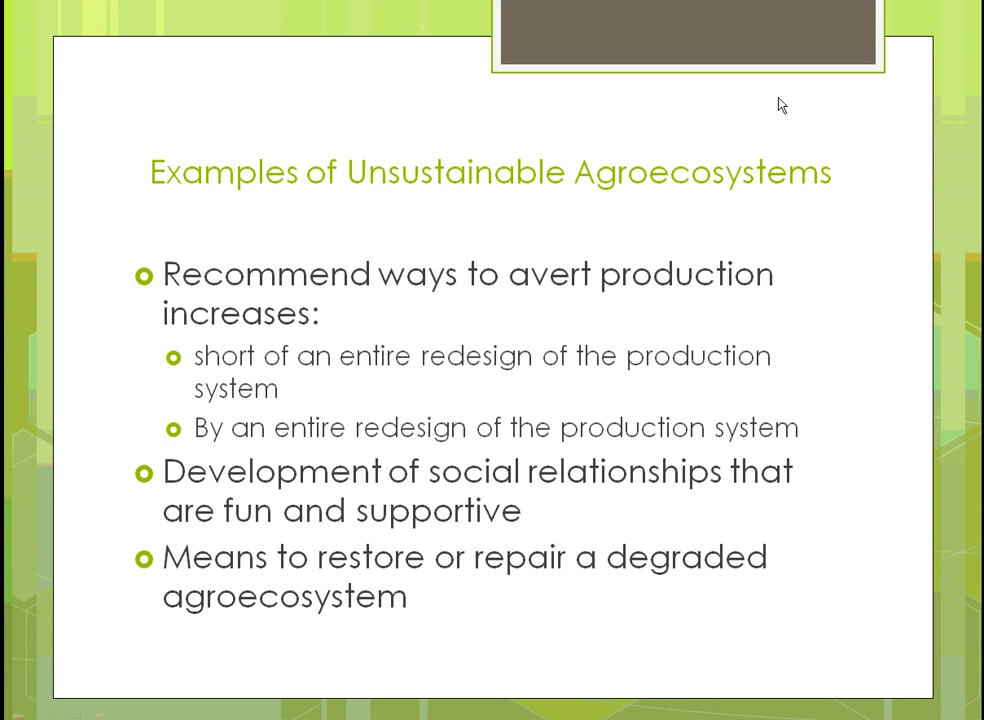 Examples of Unsustainable Agroecosystems
Recommend ways to avert production
increases:
short of an entire redesign of the production
system
By an entire redesign of the production system
Development of social relationships that
are fun and supportive
Means to restore or repair a degraded
agroecosystem